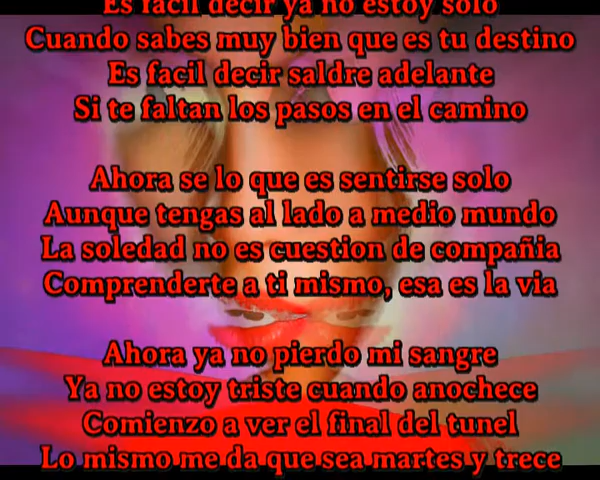 Es facil decir ya no estoy solo
Cuando sabes muy bien que es tu destino
Es facil decir saldre adelante
Si te faltan los pasos en el camino
Ahora se lo que es sentirse solo
Aunque tengas al lado a medio mundo
La soledad no es cuestion de compañia
Comprenderte a ti mismo, esa es la via
Ahora ya no pierdo mi sangre
Ya no estoy triste cuando anochece
Comienzo a ver el final del tunel
Lo mismo me da que sea martes y trece